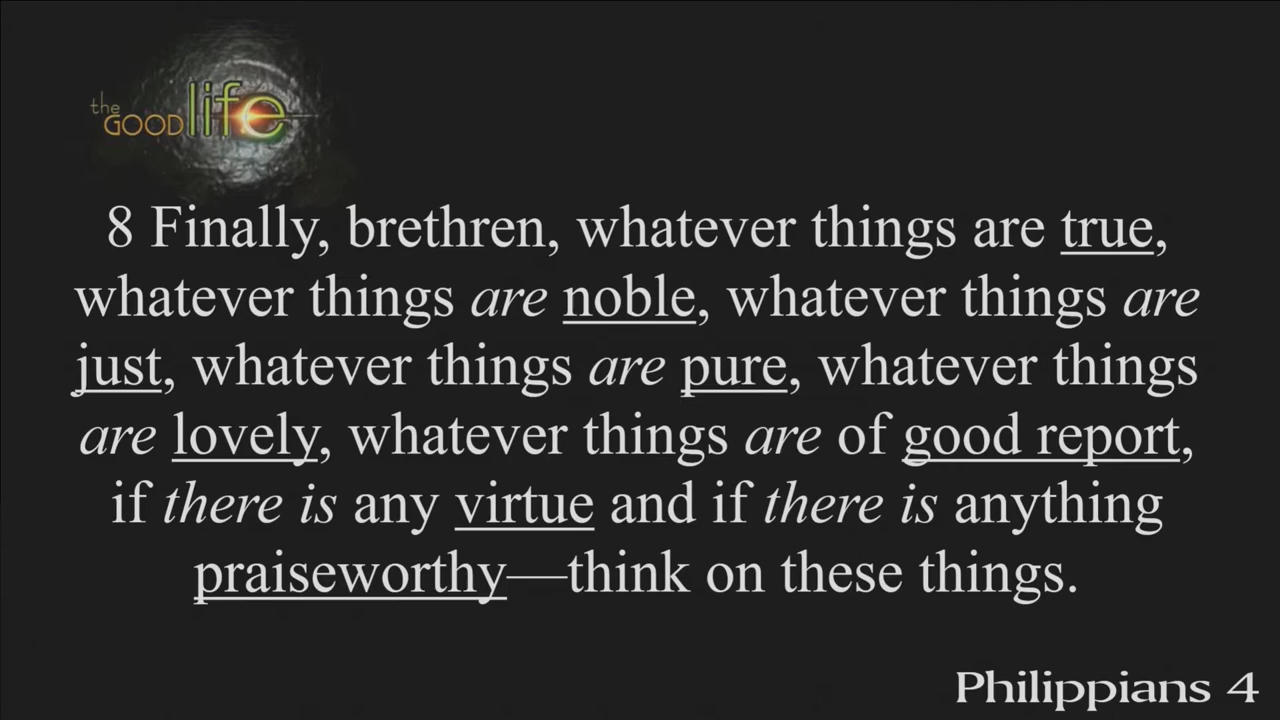 the
GOOD life
8 Finally, brethren, whatever things are true,
whatever things are noble, whatever things are
just, whatever things are pure, whatever things
are lovely, whatever things are of good report,
if there is any virtue and if there is anything
praiseworthy—think on these things.
Philippians 4